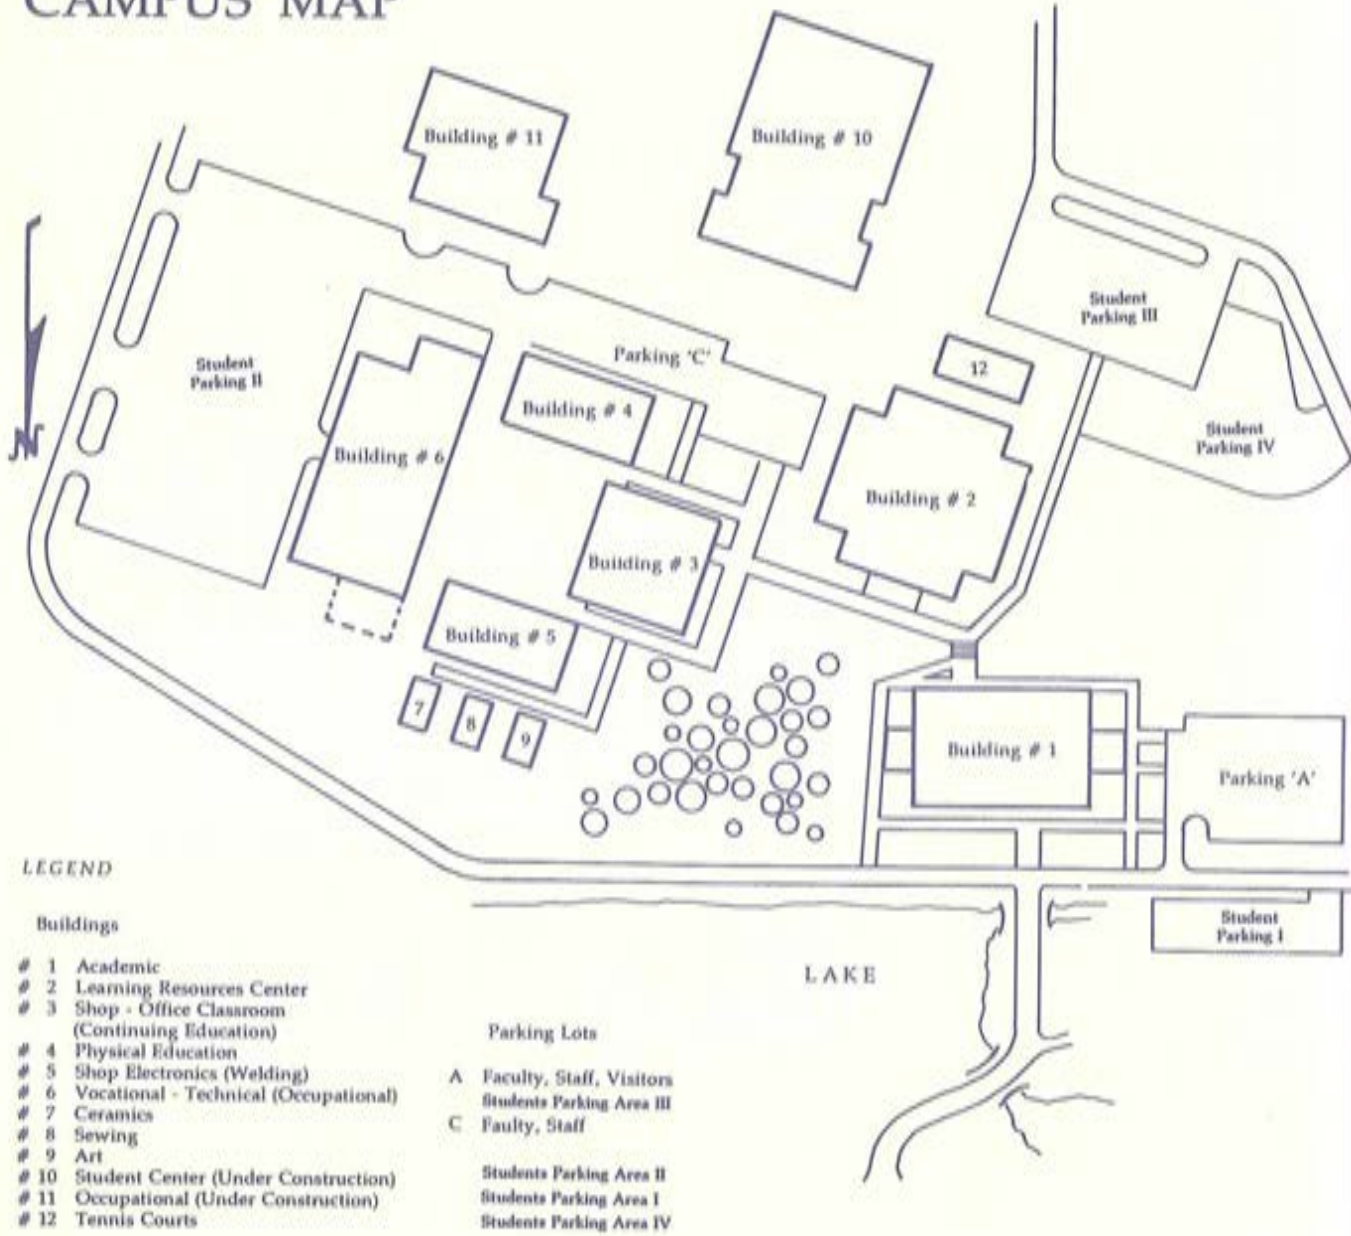 CAMPUS MAP
Building # 11
Building # 10
Student
Parking III
Student
Parking II
Parking 'C'
12
Building # 4
Student
Parking IV
Building # 6
Building # 2
Building # 3
Building # 5
N
7
8
9
Building # 1
Parking 'A'
Student
Parking I
LAKE
LEGEND
Buildings
# 1 Academic
# 2 Learning Resources Center
# 3 Shop - Office Classroom
(Continuing Education)
# 4 Physical Education
# 5 Shop Electronics (Welding)
# 6 Vocational - Technical (Occupational)
# 7 Ceramics
# 8 Sewing
# 9 Art
# 10 Student Center (Under Construction)
# 11 Occupational (Under Construction)
# 12 Tennis Courts
Parking Lots
A Faculty, Staff, Visitors
Students Parking Area III
C Faulty, Staff
Students Parking Area II
Students Parking Area I
Students Parking Area IV